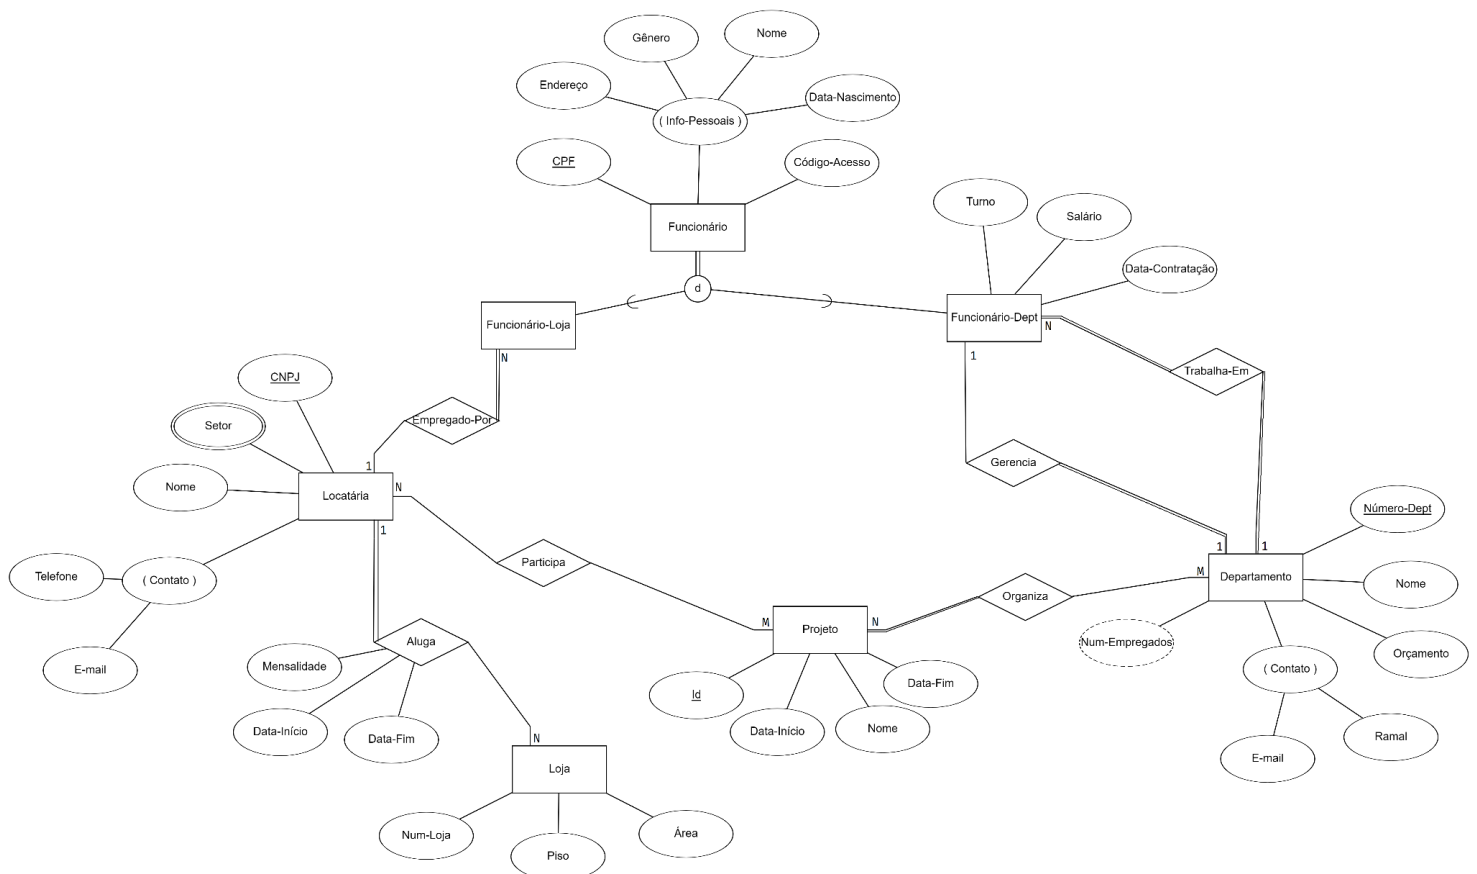 Gênero
Nome
Endereço
Data-Nascimento
( Info-Pessoais )
CPF
Código-Acesso
Funcionário
Turno
Salário
Data-Contratação
d
Funcionário-Loja
Funcionário-Dept
N
N
1
Trabalha-Em
CNPJ
Setor
Empregado-Por
Gerencia
1
Nome
Locatária
N
1
Número-Dept
Participa
1
1
Telefone
( Contato )
M
Departamento
Nome
Organiza
E-mail
Aluga
Mensalidade
M
Projeto
N
Num-Empregados
Orçamento
( Contato )
Id
Data-Início
Nome
Data-Fim
Data-Início
Data-Fim
N
Ramal
E-mail
Loja
Num-Loja
Piso
Área